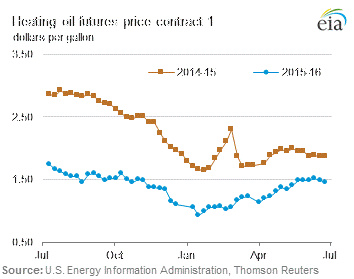 Heating oil futures price contract 1
dollars per gallon
eia
3.50
2014-15
2015-16
2.50
1.50
0.50
Jul
Oct
Jan
Apr
Jul
Source: U.S. Energy Information Administration, Thomson Reuters